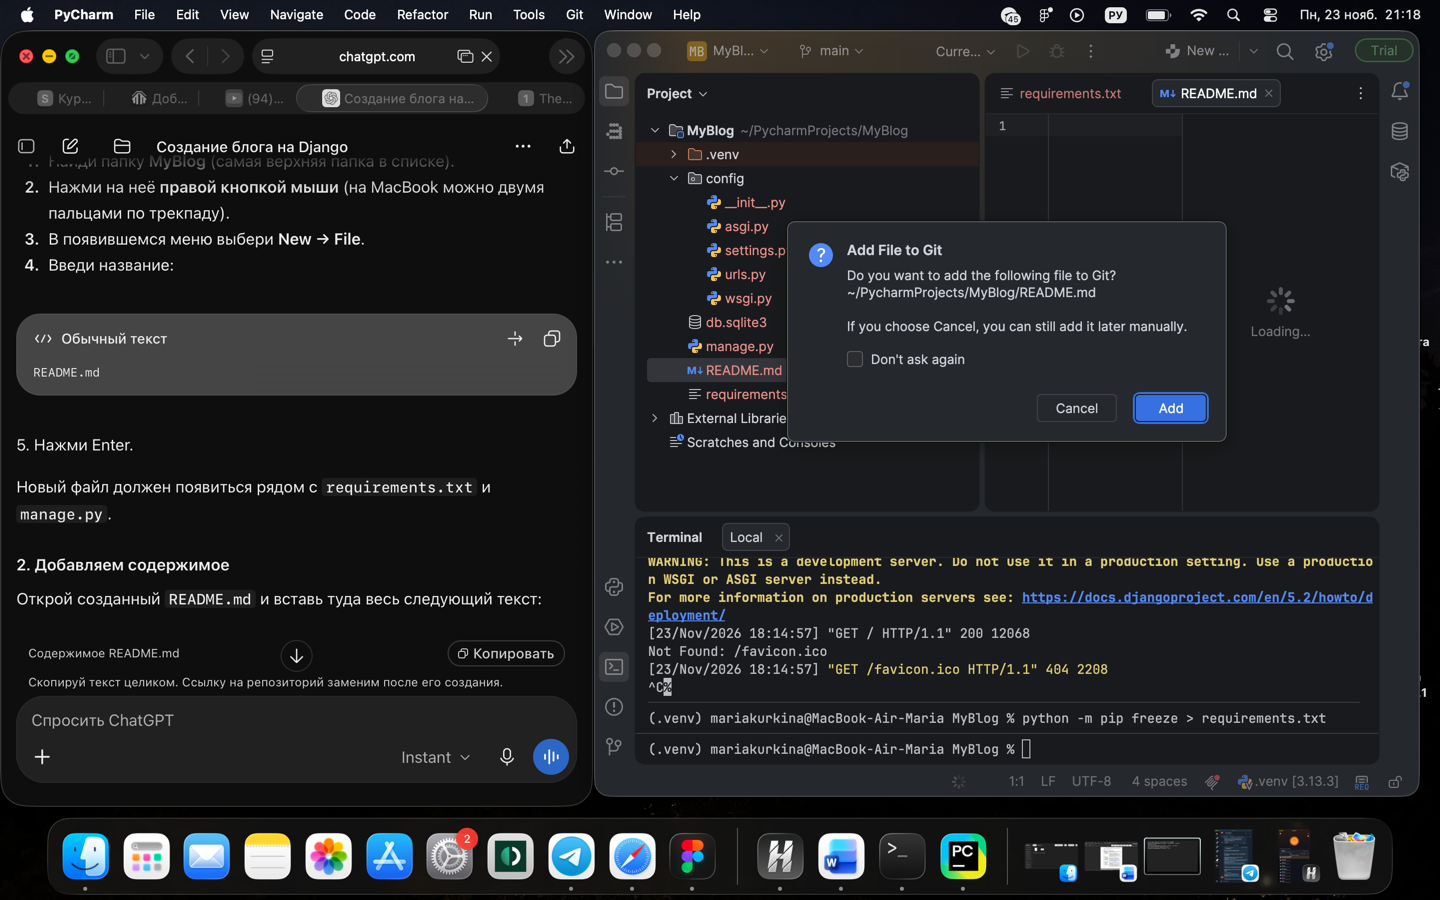 PyCharm File Edit View Navigate Code Refactor Run Tools Git Window Help 45 РУ Пн, 23 нояб. 21:18
chatgpt.com
Кур... Доб... (94)... Создание блога на... 1 The...
Создание блога на Django
1. Найди папку MyBlog (самая верхняя папка в списке).
2. Нажми на неё правой кнопкой мыши (на MacBook можно двумя
пальцами по трекпаду).
3. В появившемся меню выбери New → File.
4. Введи название:
</> Обычный текст
README.md
5. Нажми Enter.
Новый файл должен появиться рядом с requirements.txt и
manage.py.
2. Добавляем содержимое
Открой созданный README.md и вставь туда весь следующий текст:
Содержимое README.md
Копировать
Скопируй текст целиком. Ссылку на репозиторий заменим после его создания.
Спросить ChatGPT
Instant
MB MyBl... main Curre... New ... Trial
Project
MyBlog ~/PycharmProjects/MyBlog
.venv
config
__init__.py
asgi.py
settings.p
urls.py
wsgi.py
db.sqlite3
manage.py
M↓ README.md
requirements
External Librarie
Scratches and Consoles
requirements.txt M↓ README.md
1
Loading...
Add File to Git
Do you want to add the following file to Git?
~/PycharmProjects/MyBlog/README.md
If you choose Cancel, you can still add it later manually.
Don't ask again
Cancel Add
Terminal Local
WARNING: This is a development server. Do not use it in a production setting. Use a productio
n WSGI or ASGI server instead.
For more information on production servers see: https://docs.djangoproject.com/en/5.2/howto/d
eployment/
[23/Nov/2026 18:14:57] "GET / HTTP/1.1" 200 12068
Not Found: /favicon.ico
[23/Nov/2026 18:14:57] "GET /favicon.ico HTTP/1.1" 404 2208
^C%
(.venv) mariakurkina@MacBook-Air-Maria MyBlog % python -m pip freeze > requirements.txt
(.venv) mariakurkina@MacBook-Air-Maria MyBlog %
1:1 LF UTF-8 4 spaces .venv [3.13.3] REQ
ra
1
2
W
PC